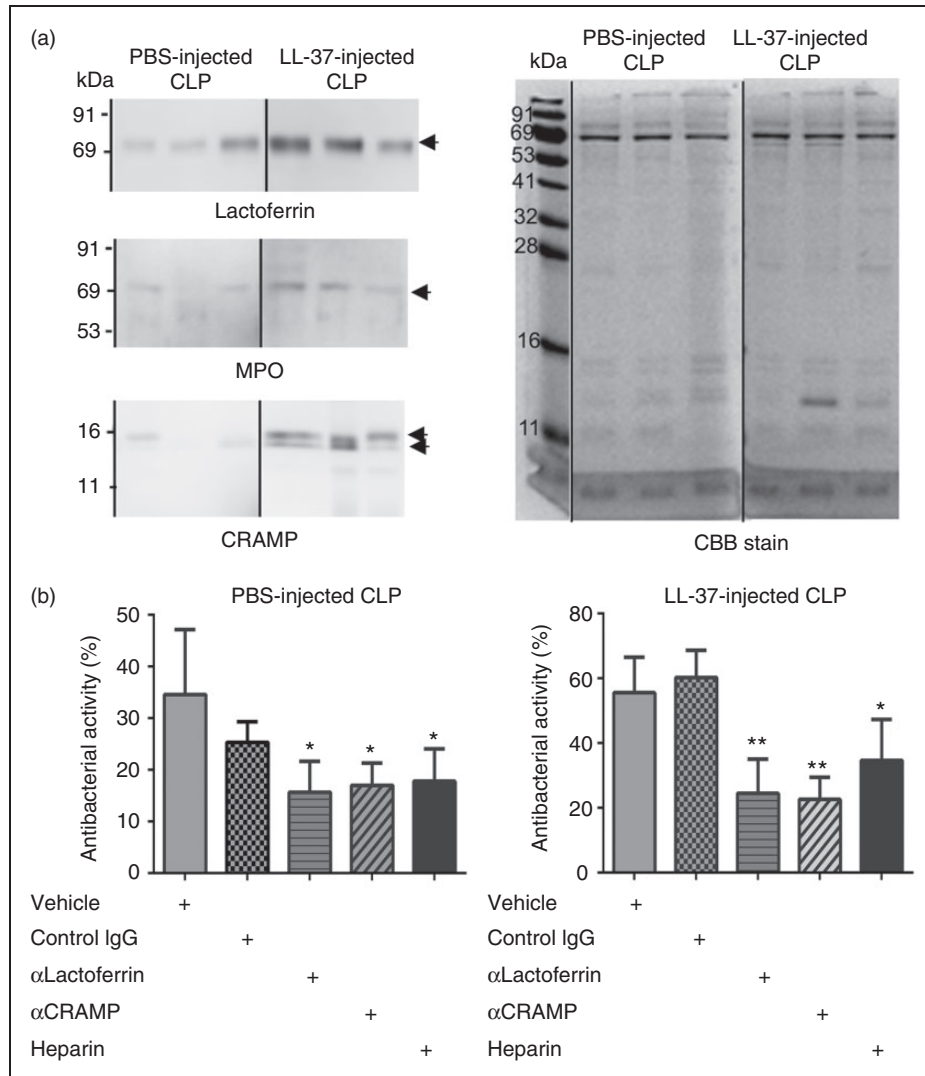 (a)
PBS-injected CLP
LL-37-injected CLP
kDa
91
69
Lactoferrin
91
69
53
MPO
16
11
CRAMP
PBS-injected CLP
LL-37-injected CLP
kDa
91
69
53
41
32
28
16
11
CBB stain
(b)
PBS-injected CLP
Antibacterial activity (%)
50
40
30
20
10
0
* * *
Vehicle +
Control IgG +
αLactoferrin +
αCRAMP +
Heparin +
LL-37-injected CLP
Antibacterial activity (%)
80
60
40
20
0
** ** *
Vehicle +
Control IgG +
αLactoferrin +
αCRAMP +
Heparin +